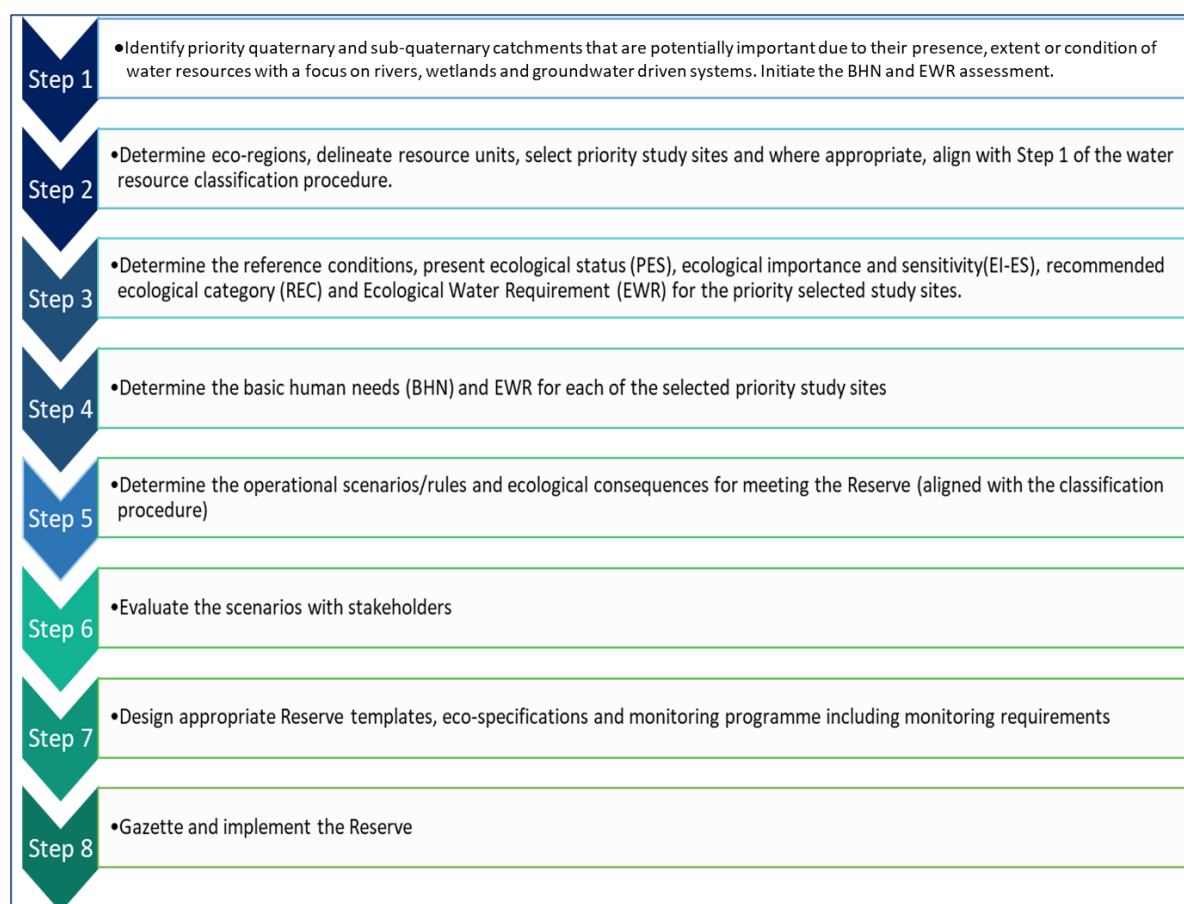 Step 1
●Identify priority quaternary and sub-quaternary catchments that are potentially important due to their presence, extent or condition of
water resources with a focus on rivers, wetlands and groundwater driven systems. Initiate the BHN and EWR assessment.
Step 2
•Determine eco-regions, delineate resource units, select priority study sites and where appropriate, align with Step 1 of the water
resource classification procedure.
Step 3
•Determine the reference conditions, present ecological status (PES), ecological importance and sensitivity(EI-ES), recommended
ecological category (REC) and Ecological Water Requirement (EWR) for the priority selected study sites.
Step 4
•Determine the basic human needs (BHN) and EWR for each of the selected priority study sites
Step 5
•Determine the operational scenarios/rules and ecological consequences for meeting the Reserve (aligned with the classification
procedure)
Step 6
•Evaluate the scenarios with stakeholders
Step 7
•Design appropriate Reserve templates, eco-specifications and monitoring programme including monitoring requirements
Step 8
•Gazette and implement the Reserve